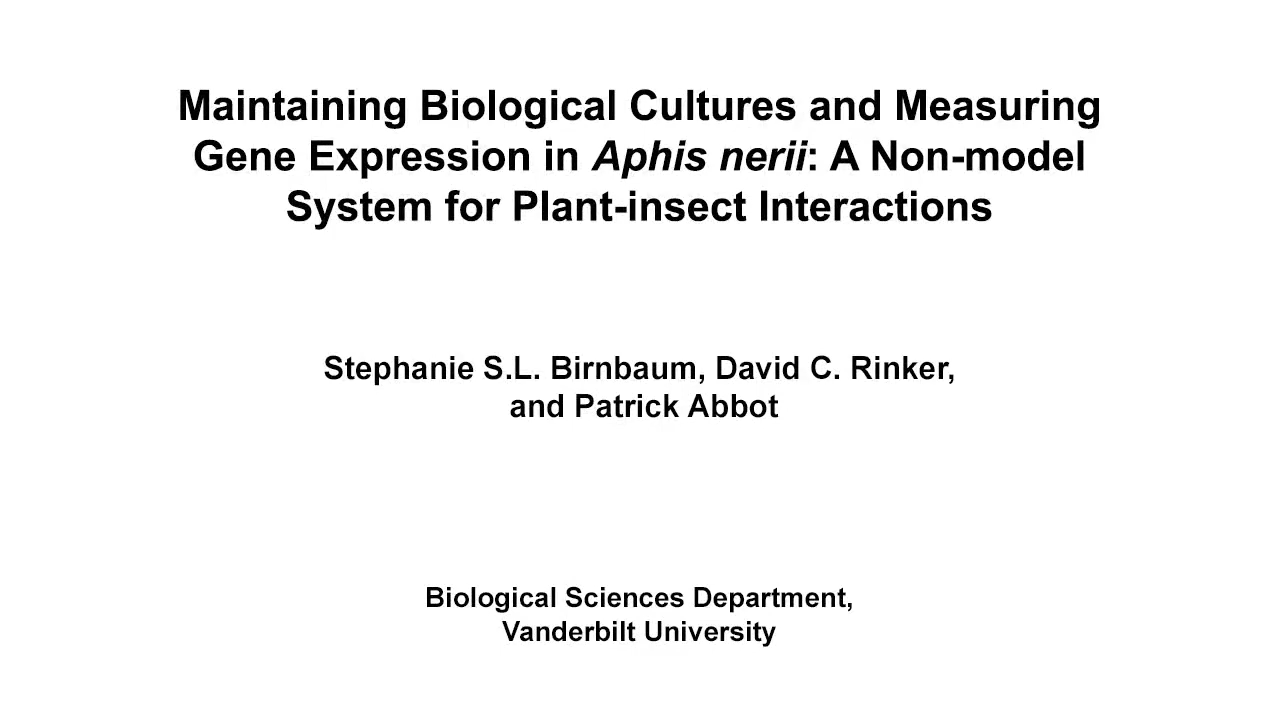 Maintaining Biological Cultures and Measuring
Gene Expression in Aphis nerii: A Non-model
System for Plant-insect Interactions
Stephanie S.L. Birnbaum, David C. Rinker,
and Patrick Abbot
Biological Sciences Department,
Vanderbilt University